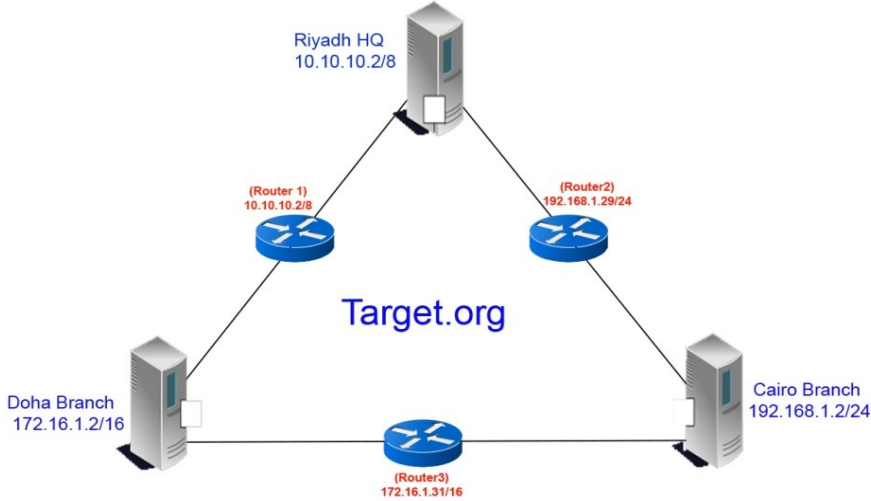 Riyadh HQ
10.10.10.2/8
(Router 1)
10.10.10.2/8
(Router2)
192.168.1.29/24
Target.org
Doha Branch
172.16.1.2/16
Cairo Branch
192.168.1.2/24
(Router3)
172.16.1.31/16